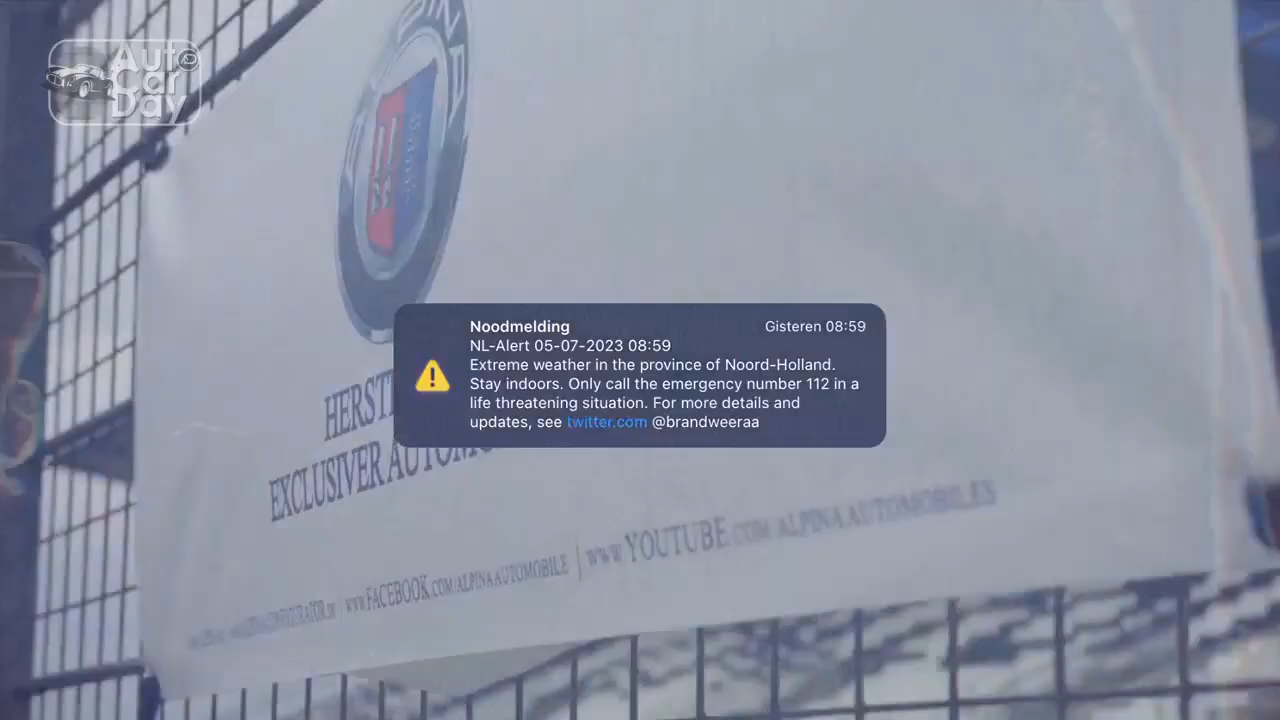 Auto
Car
Day
ALPINA
Noodmelding
Gisteren 08:59
NL-Alert 05-07-2023 08:59
Extreme weather in the province of Noord-Holland.
Stay indoors. Only call the emergency number 112 in a
life threatening situation. For more details and
updates, see twitter.com @brandweeraa
EXCLUSIVER
www.FACEBOOK.COM/ALPINAAUTOMOBILE | www.YOUTUBE.COM/ALPINAAUTOMOBILES